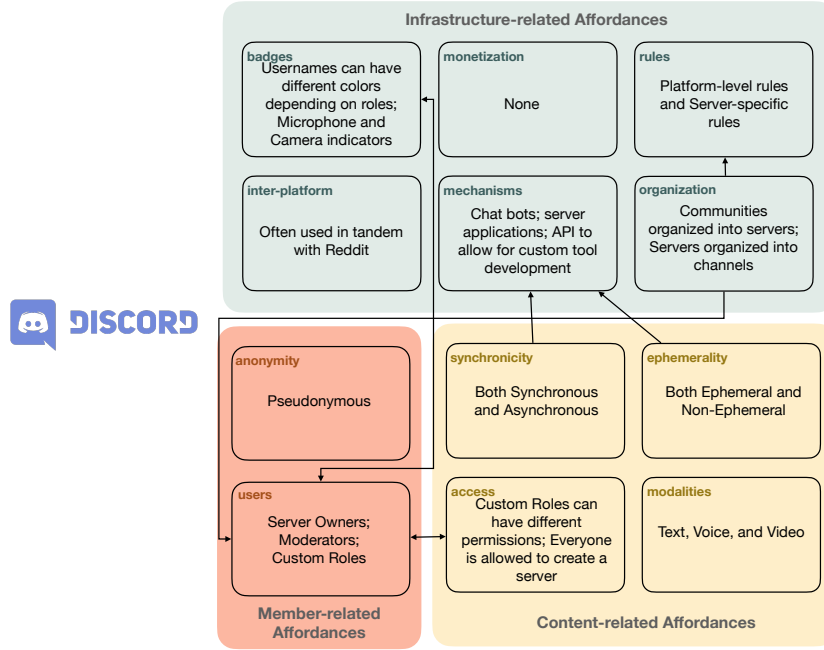 Infrastructure-related Affordances
badges
Usernames can have
different colors
depending on roles;
Microphone and
Camera indicators
monetization
None
rules
Platform-level rules
and Server-specific
rules
inter-platform
Often used in tandem
with Reddit
mechanisms
Chat bots; server
applications; API to
allow for custom tool
development
organization
Communities
organized into servers;
Servers organized into
channels
DISCORD
anonymity
Pseudonymous
synchronicity
Both Synchronous
and Asynchronous
ephemerality
Both Ephemeral and
Non-Ephemeral
users
Server Owners;
Moderators;
Custom Roles
access
Custom Roles can
have different
permissions; Everyone
is allowed to create a
server
modalities
Text, Voice, and Video
Member-related
Affordances
Content-related Affordances